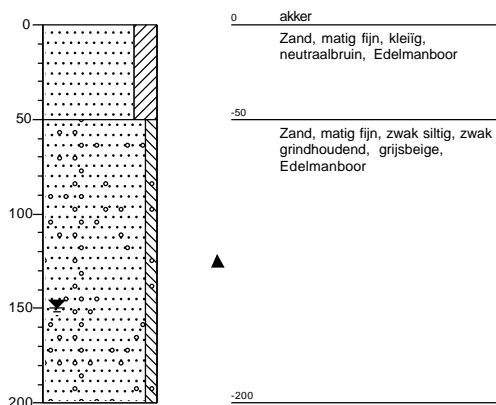 0
50
100
150
200
0 akker
Zand, matig fijn, kleiïg,
neutraalbruin, Edelmanboor
-50
Zand, matig fijn, zwak siltig, zwak
grindhoudend, grijsbeige,
Edelmanboor
-200